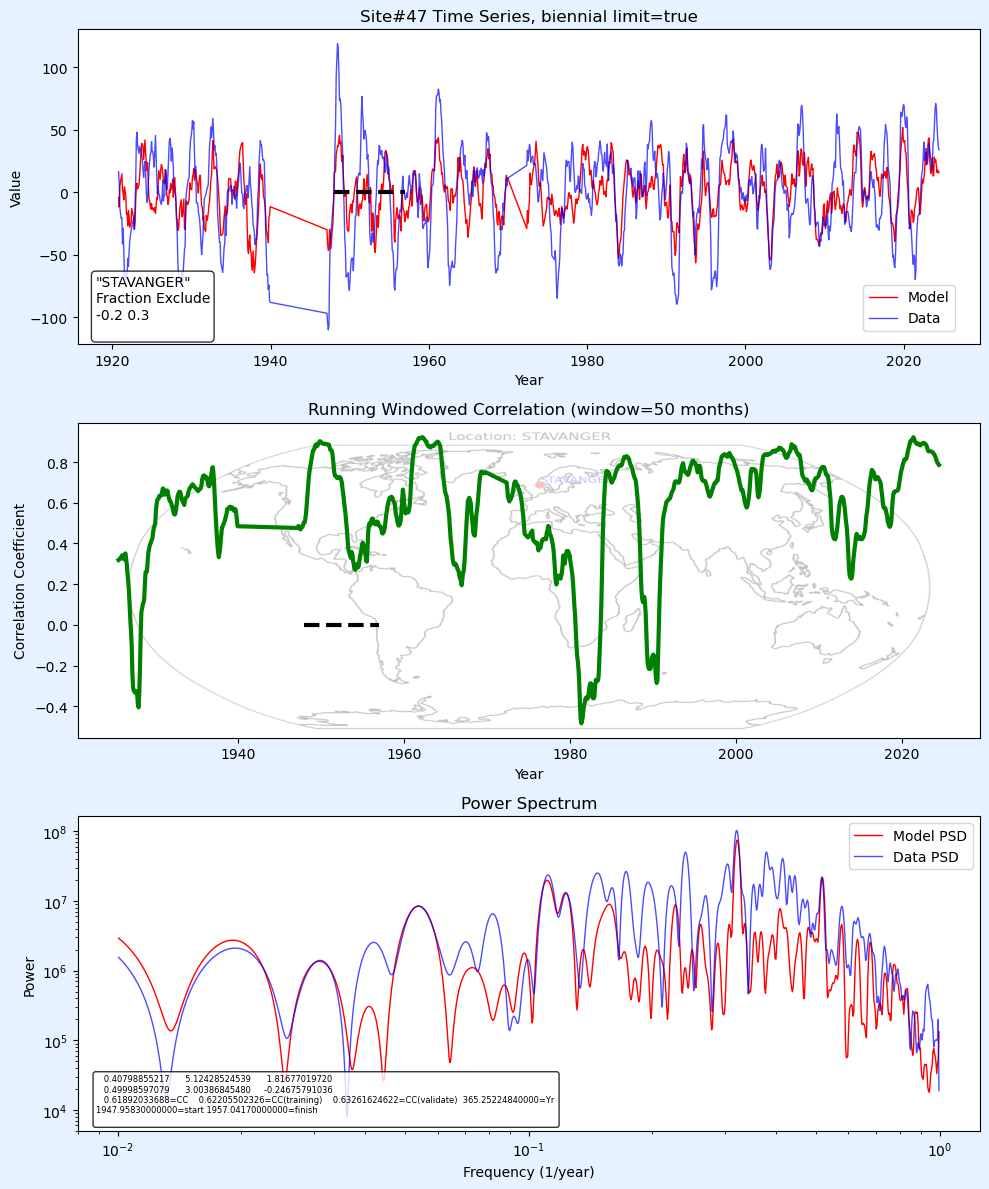 Site#47 Time Series, biennial limit=true
100
50
0
−50
−100
Value
"STAVANGER"
Fraction Exclude
-0.2 0.3
Model
Data
1920
1940
1960
1980
2000
2020
Year
Running Windowed Correlation (window=50 months)
Location: STAVANGER
STAVANGER
0.8
0.6
0.4
0.2
0.0
−0.2
−0.4
Correlation Coefficient
1940
1960
1980
2000
2020
Year
Power Spectrum
Model PSD
Data PSD
10^8
10^7
10^6
10^5
10^4
Power
0.40798855217 5.12428524539 1.81677019720
0.49998597079 3.00386845480 -0.24675791036
0.61892033688=CC 0.62205502326=CC(training) 0.63261624622=CC(validate) 365.25224840000=Yr
1947.95830000000=start 1957.04170000000=finish
10^−2
10^−1
10^0
Frequency (1/year)